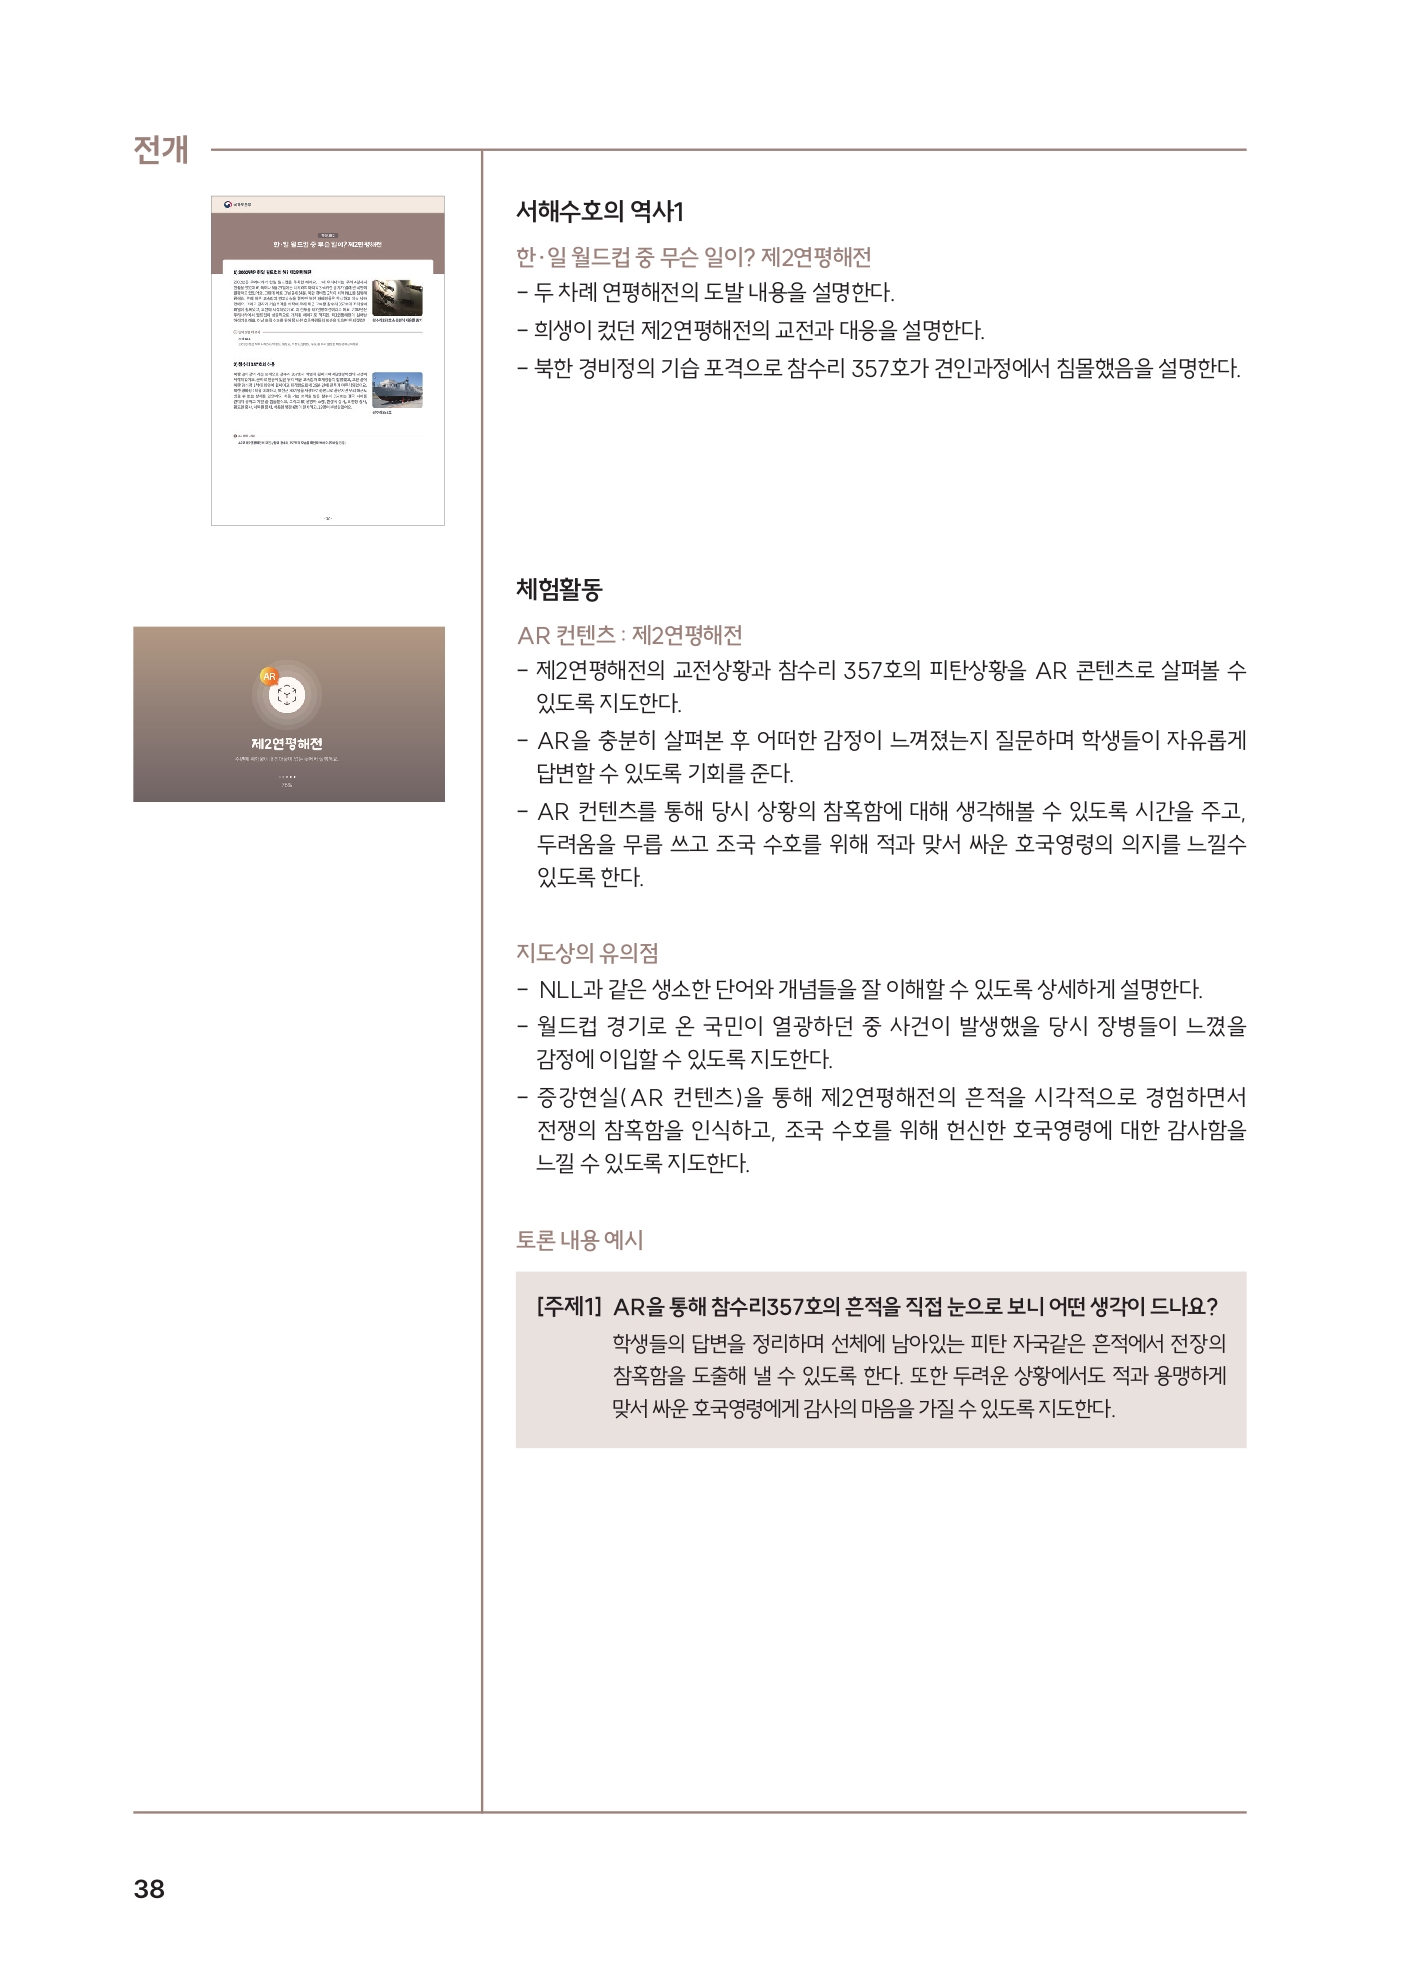 전개
한·일 월드컵 중 무슨 일이? 제2연평해전
AR
제2연평해전
서해수호의 역사1
한·일 월드컵 중 무슨 일이? 제2연평해전
- 두 차례 연평해전의 도발 내용을 설명한다.
- 희생이 컸던 제2연평해전의 교전과 대응을 설명한다.
- 북한 경비정의 기습 포격으로 참수리 357호가 견인과정에서 침몰했음을 설명한다.
체험활동
AR 컨텐츠 : 제2연평해전
- 제2연평해전의 교전상황과 참수리 357호의 피탄상황을 AR 콘텐츠로 살펴볼 수
있도록 지도한다.
- AR을 충분히 살펴본 후 어떠한 감정이 느껴졌는지 질문하며 학생들이 자유롭게
답변할 수 있도록 기회를 준다.
- AR 컨텐츠를 통해 당시 상황의 참혹함에 대해 생각해볼 수 있도록 시간을 주고,
두려움을 무릅 쓰고 조국 수호를 위해 적과 맞서 싸운 호국영령의 의지를 느낄수
있도록 한다.
지도상의 유의점
- NLL과 같은 생소한 단어와 개념들을 잘 이해할 수 있도록 상세하게 설명한다.
- 월드컵 경기로 온 국민이 열광하던 중 사건이 발생했을 당시 장병들이 느꼈을
감정에 이입할 수 있도록 지도한다.
- 증강현실(AR 컨텐츠)을 통해 제2연평해전의 흔적을 시각적으로 경험하면서
전쟁의 참혹함을 인식하고, 조국 수호를 위해 헌신한 호국영령에 대한 감사함을
느낄 수 있도록 지도한다.
토론 내용 예시
[주제1] AR을 통해 참수리357호의 흔적을 직접 눈으로 보니 어떤 생각이 드나요?
학생들의 답변을 정리하며 선체에 남아있는 피탄 자국같은 흔적에서 전장의
참혹함을 도출해 낼 수 있도록 한다. 또한 두려운 상황에서도 적과 용맹하게
맞서 싸운 호국영령에게 감사의 마음을 가질 수 있도록 지도한다.
38